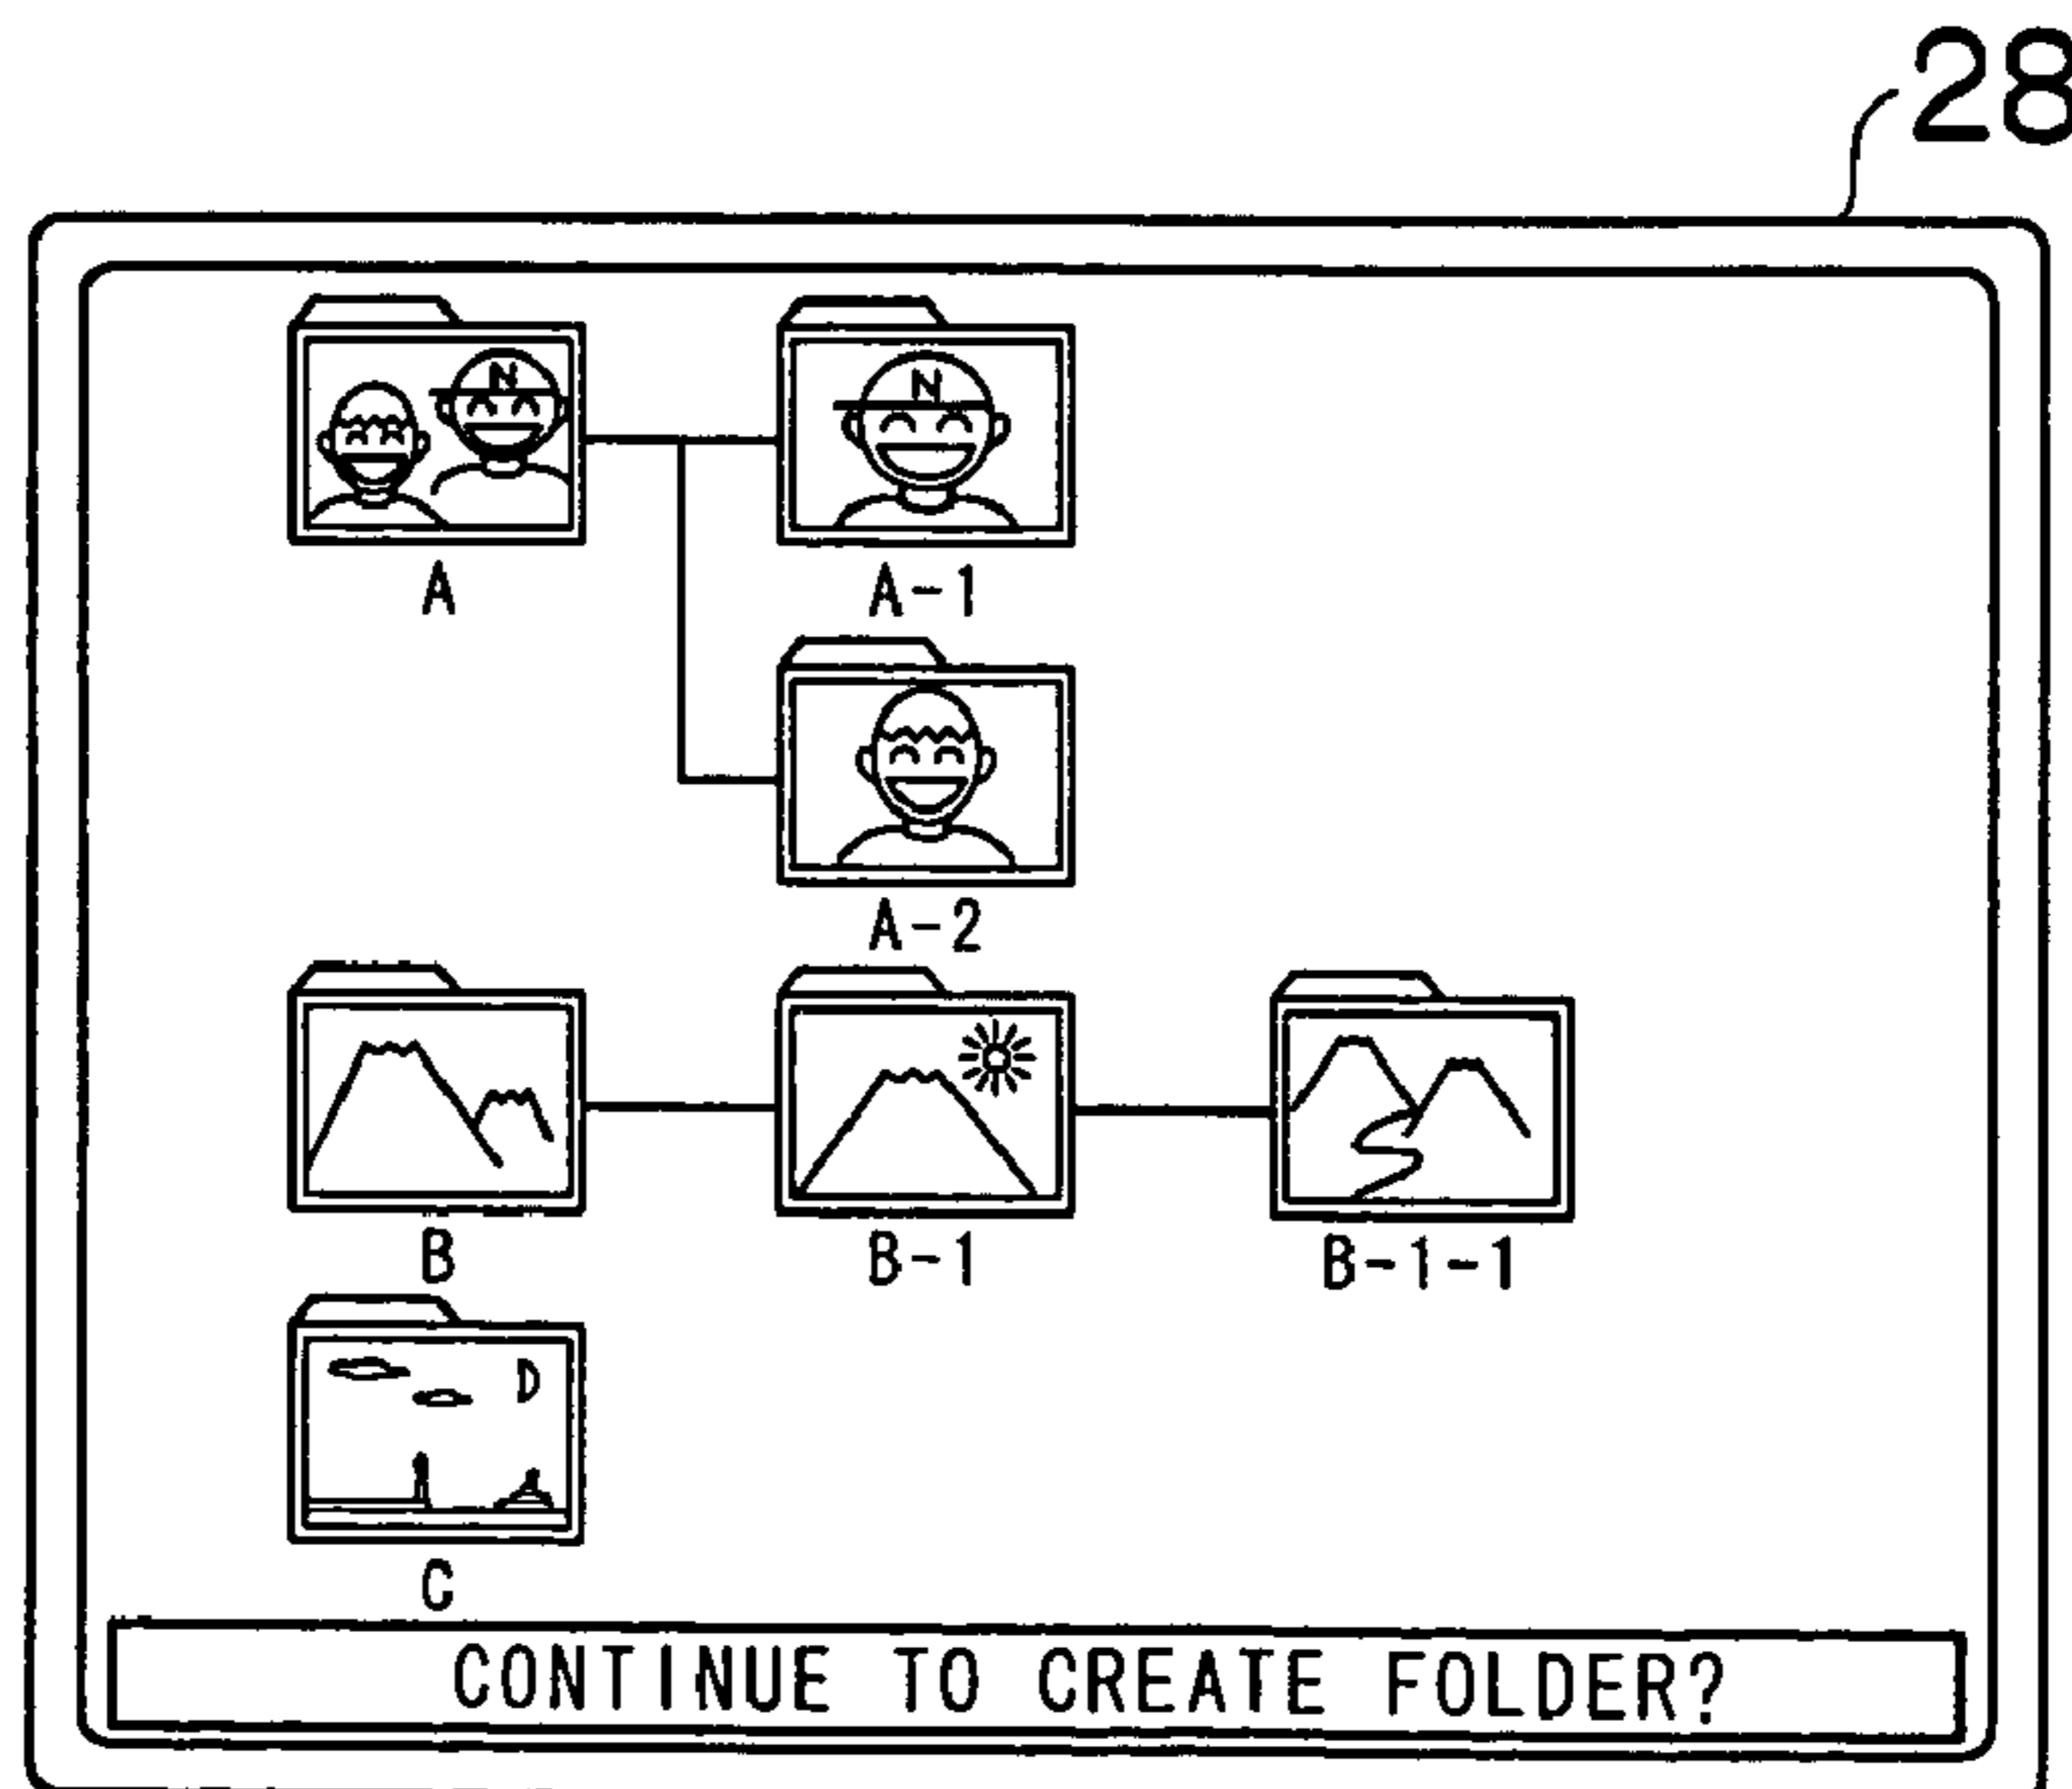 28
N N
A A-1
A-2
B B-1 B-1-1
C
CONTINUE TO CREATE FOLDER?